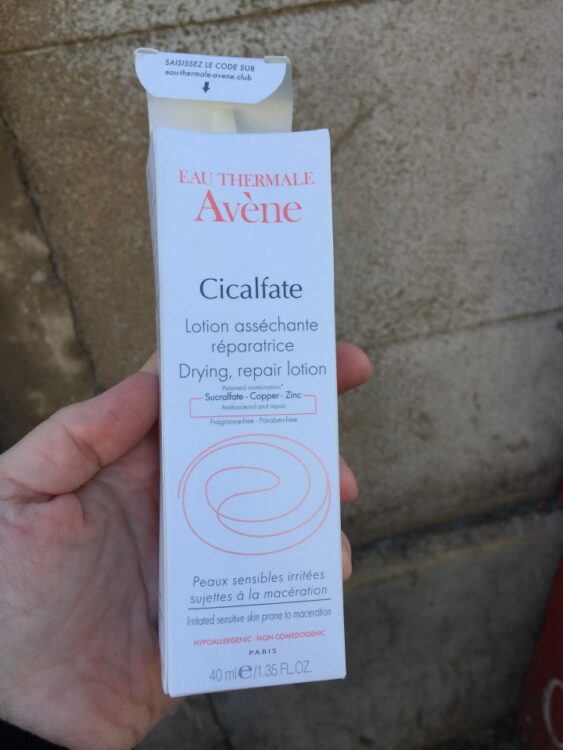 SAISISSEZ LE CODE SUR
eau-thermale-avene.club
EAU THERMALE
Avène
Cicalfate
Lotion asséchante
réparatrice
Drying, repair lotion
Patented combination*
Sucralfate - Copper - Zinc
Antibacterial and repair
Fragrance-free - Paraben-free
Peaux sensibles irritées
sujettes à la macération
Irritated sensitive skin prone to maceration
HYPOALLERGENIC - NON COMEDOGENIC
PARIS
40 ml e/1.35 FL.OZ.